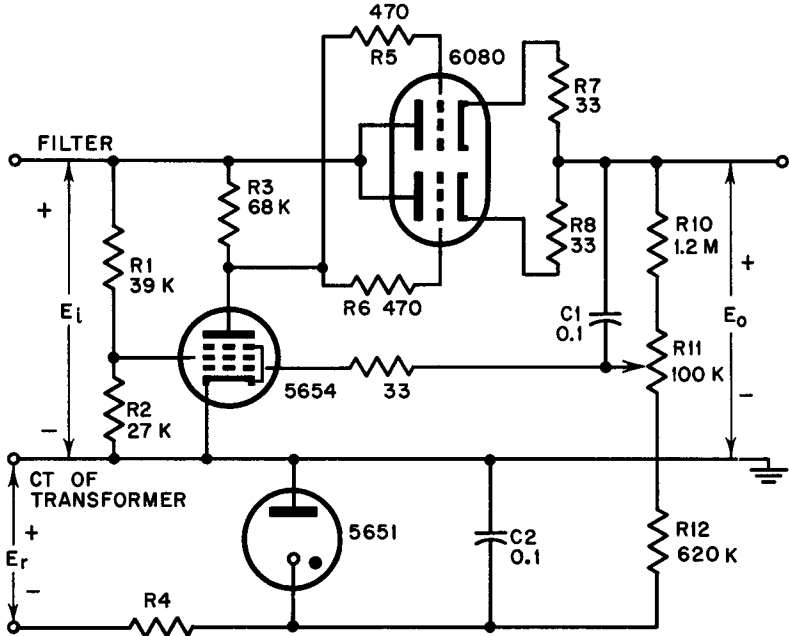 470
R5
6080
R7
33
FILTER
+
R3
68 K
R1
39 K
Ei
R8
33
R10
1.2 M
+
R6 470
C1
0.1
Eo
R11
100 K
5654
33
R2
27 K
−
−
CT OF
TRANSFORMER
+
Er
−
5651
C2
0.1
R12
620 K
R4